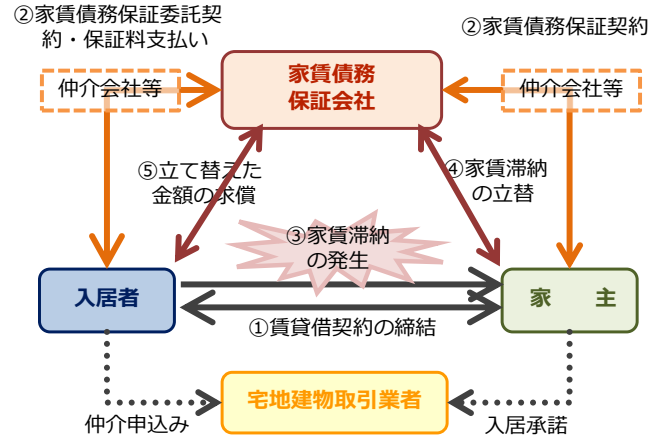 ②家賃債務保証委託契
約・保証料支払い
②家賃債務保証契約
家賃債務
保証会社
仲介会社等
仲介会社等
⑤立て替えた
金額の求償
④家賃滞納
の立替
③家賃滞納
の発生
入居者
家　　主
①賃貸借契約の締結
宅地建物取引業者
仲介申込み
入居承諾